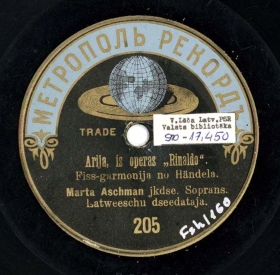 МЕТРОПОЛЬ РЕКОРДЪ
TRADE
V.Lāča Latv.PSR
Valsts bibliotēka
Arija, is operas „Rinaldo“.
Fiss-garmonija no Händela.
Marta Aschman jkdse. Soprans.
Latweeschu dseedataja.
205